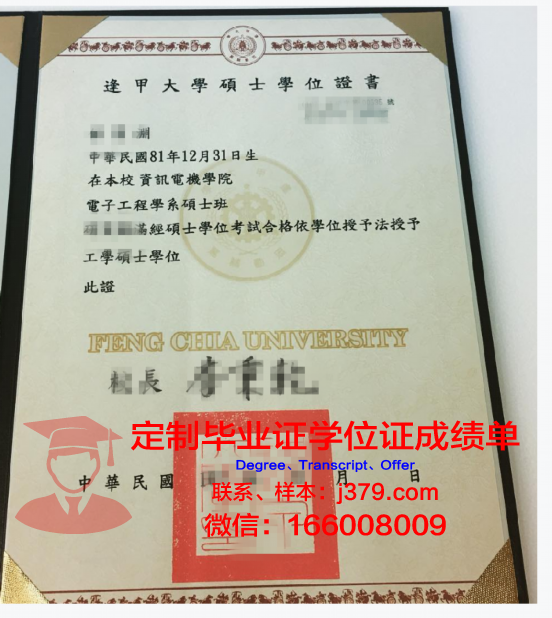 逢甲大學碩士學位證書
號
中華民國81年12月31日生
在本校 資訊電機學院
電子工程學系碩士班
經碩士學位考試合格依學位授予法授予
工學碩士學位
此證
FENG CHIA UNIVERSITY
校長
定制毕业证学位证成绩单
Degree、Transcript、Offer
中華民國 月 日
联系、样本：j379.com
微信：166008009